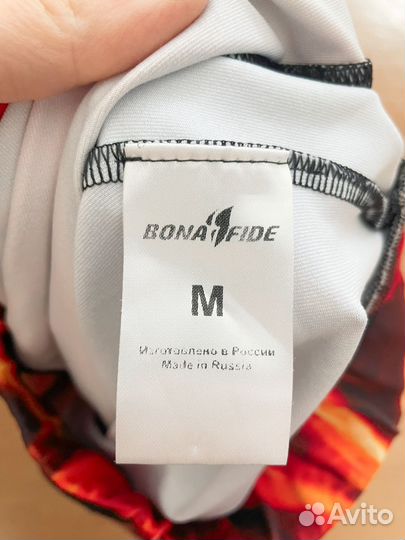 BONA FIDE
M
Изготовлено в России
Made in Russia
Avito